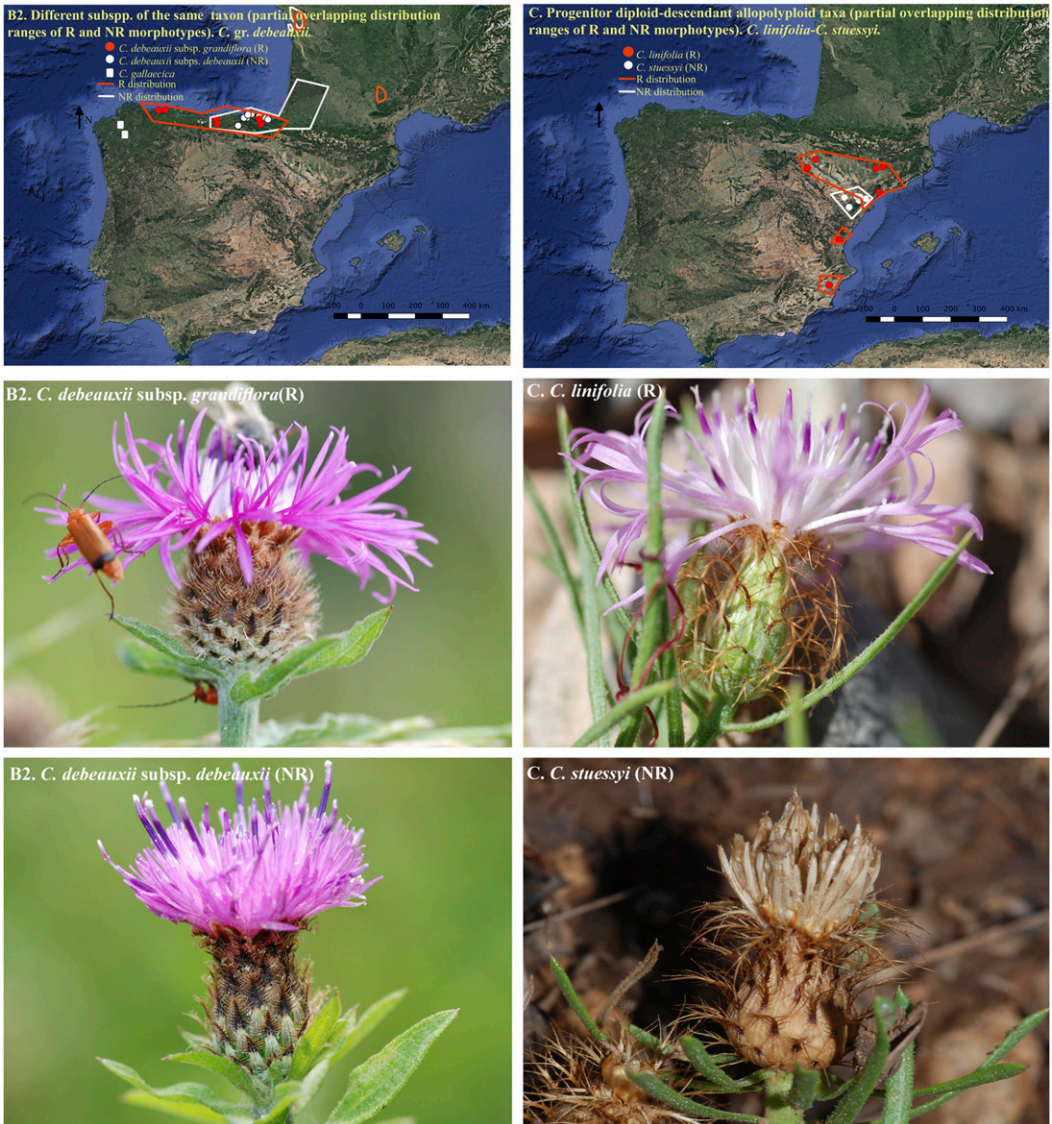 B2. Different subspp. of the same taxon (partial overlapping distribution
ranges of R and NR morphotypes). C. gr. debeauxii.
C. debeauxii subsp. grandiflora (R)
C. debeauxii subps. debeauxii (NR)
C. gallaecica
R distribution
NR distribution
N
100 0 100 200 300 400 km
C. Progenitor diploid-descendant allopolyploid taxa (partial overlapping distribution
ranges of R and NR morphotypes). C. linifolia-C. stuessyi.
C. linifolia (R)
C. stuessyi (NR)
R distribution
NR distribution
100 0 100 200 300 400 km
B2. C. debeauxii subsp. grandiflora(R)
C. C. linifolia (R)
B2. C. debeauxii subsp. debeauxii (NR)
C. C. stuessyi (NR)